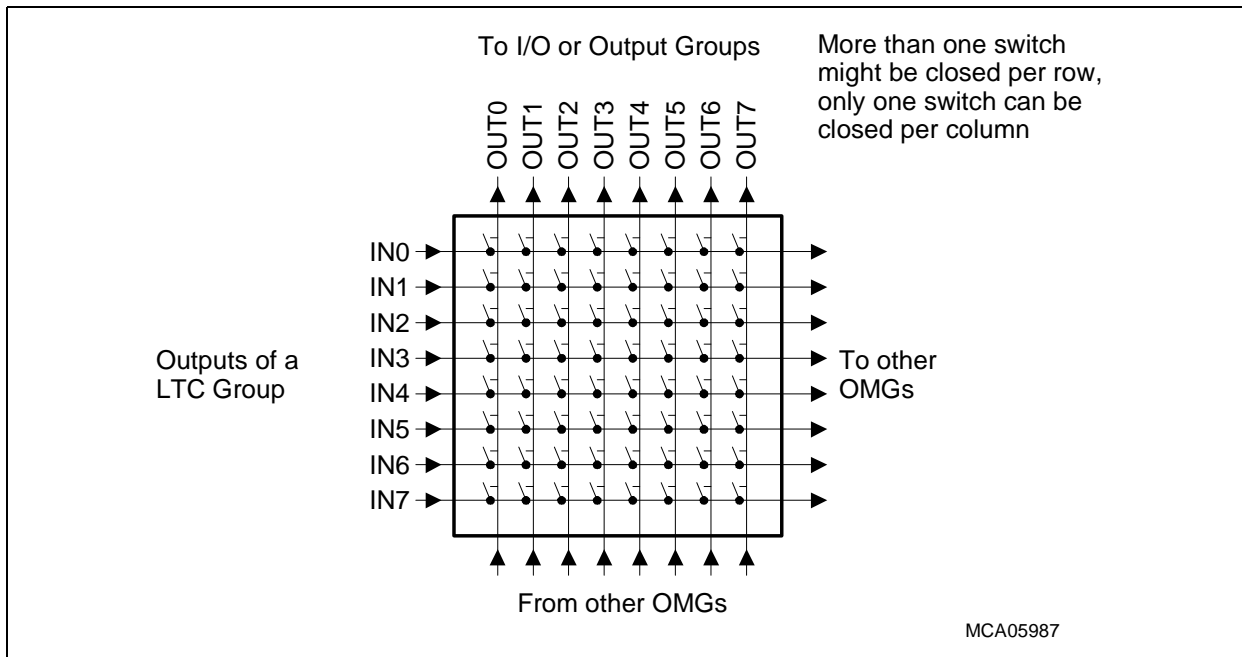 To I/O or Output Groups
More than one switch
might be closed per row,
only one switch can be
closed per column
OUT0
OUT1
OUT2
OUT3
OUT4
OUT5
OUT6
OUT7
IN0
IN1
IN2
IN3
IN4
IN5
IN6
IN7
Outputs of a
LTC Group
To other
OMGs
From other OMGs
MCA05987